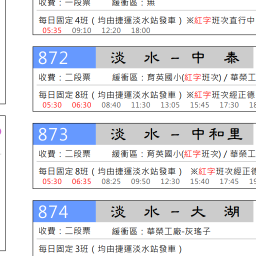 收費：一段票 緩衝區：無
每日固定4班（均由捷運淡水站發車）※紅字班次直行中
05:35 09:10 12:20 18:00
872 淡 水－中 泰
收費：二段票 緩衝區：育英國小(紅字班次) / 華榮工
每日固定8班（均由捷運淡水站發車）※紅字班次經正德
05:30 06:30 08:40 11:30 13:05 15:45 17:30 18
873 淡 水－中和里
收費：二段票 緩衝區：育英國小(紅字班次) / 華榮
每日固定8班（均由捷運淡水站發車） ※紅字班次經正德
05:30 06:35 08:25 09:50 12:30 15:40 17:45 19
874 淡 水－大 湖
收費：二段票 緩衝區：華榮工廠-灰瑤子
每日固定3班（均由捷運淡水站發車）